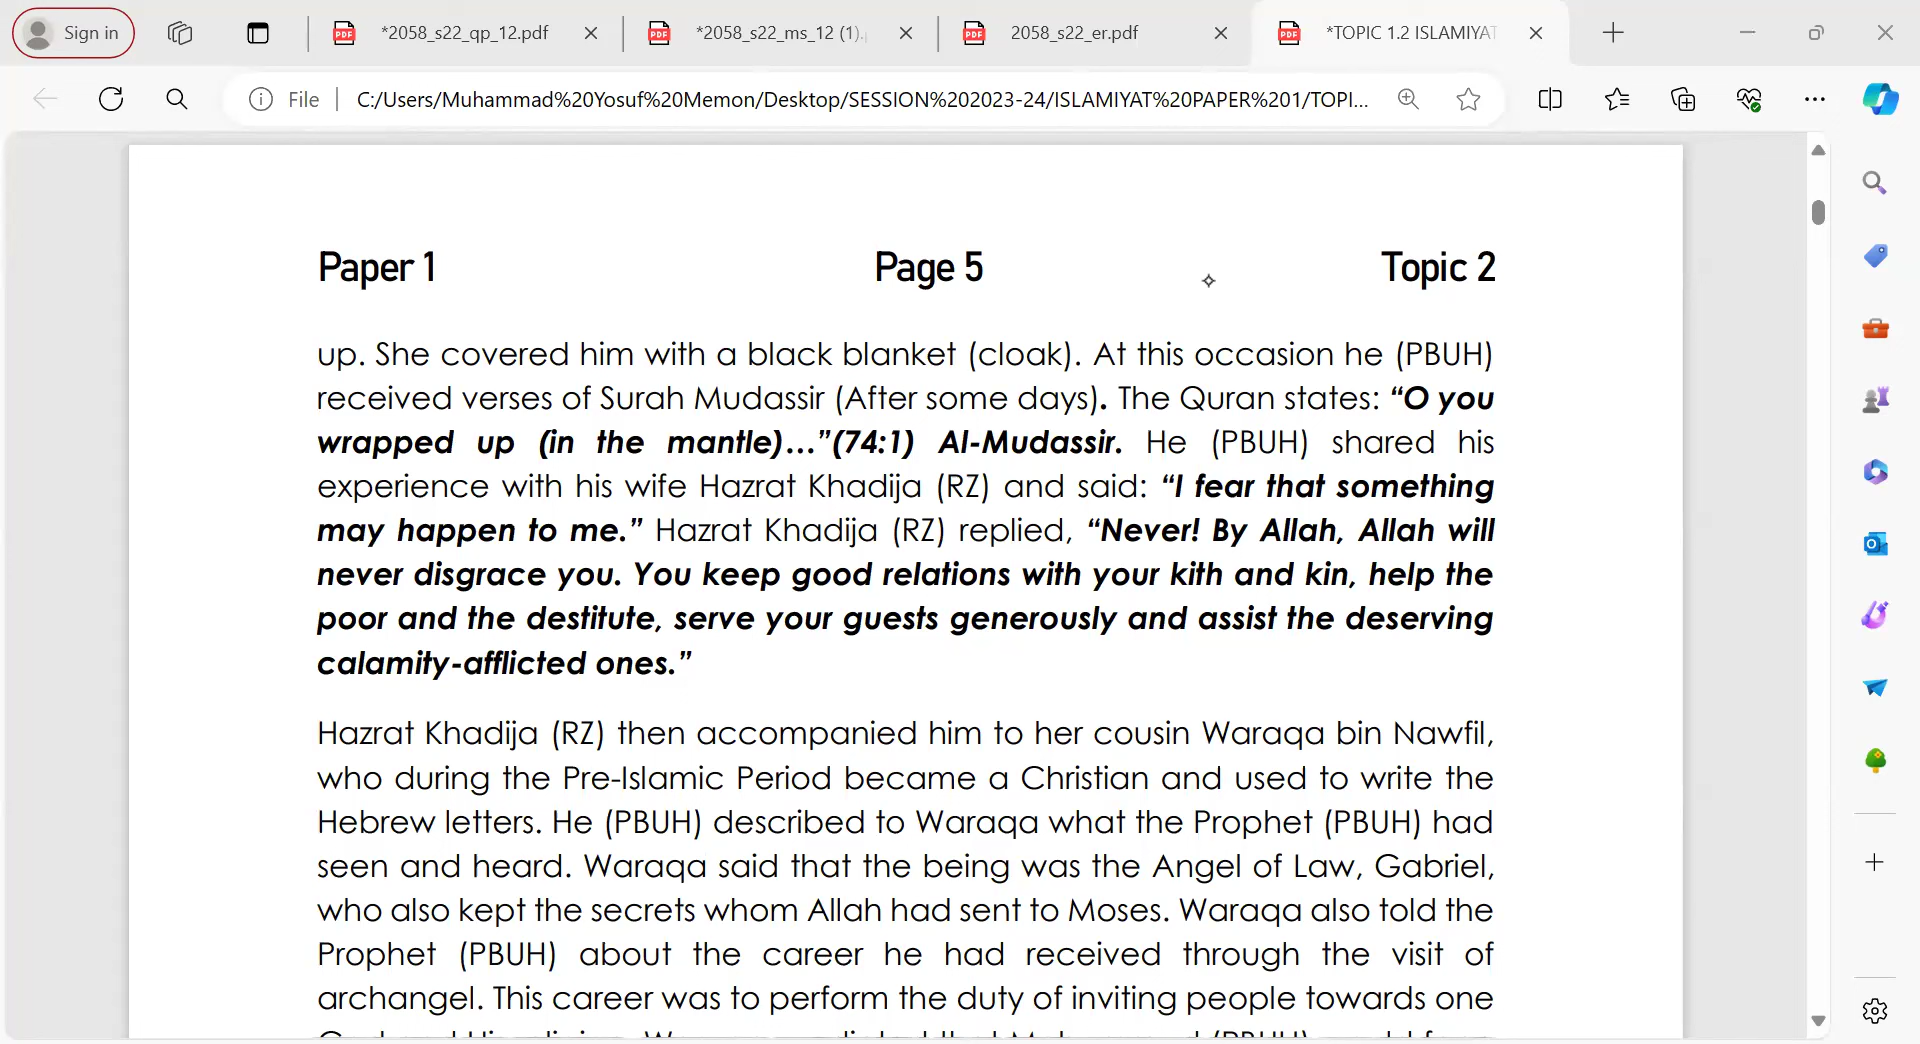 Sign in
*2058_s22_qp_12.pdf
*2058_s22_ms_12 (1).
2058_s22_er.pdf
*TOPIC 1.2 ISLAMIYAT
File
C:/Users/Muhammad%20Yosuf%20Memon/Desktop/SESSION%202023-24/ISLAMIYAT%20PAPER%201/TOPI...
Paper 1 Page 5 Topic 2
up. She covered him with a black blanket (cloak). At this occasion he (PBUH)
received verses of Surah Mudassir (After some days). The Quran states: “O you
wrapped up (in the mantle)…”(74:1) Al-Mudassir. He (PBUH) shared his
experience with his wife Hazrat Khadija (RZ) and said: “I fear that something
may happen to me.” Hazrat Khadija (RZ) replied, “Never! By Allah, Allah will
never disgrace you. You keep good relations with your kith and kin, help the
poor and the destitute, serve your guests generously and assist the deserving
calamity-afflicted ones.”
Hazrat Khadija (RZ) then accompanied him to her cousin Waraqa bin Nawfil,
who during the Pre-Islamic Period became a Christian and used to write the
Hebrew letters. He (PBUH) described to Waraqa what the Prophet (PBUH) had
seen and heard. Waraqa said that the being was the Angel of Law, Gabriel,
who also kept the secrets whom Allah had sent to Moses. Waraqa also told the
Prophet (PBUH) about the career he had received through the visit of
archangel. This career was to perform the duty of inviting people towards one